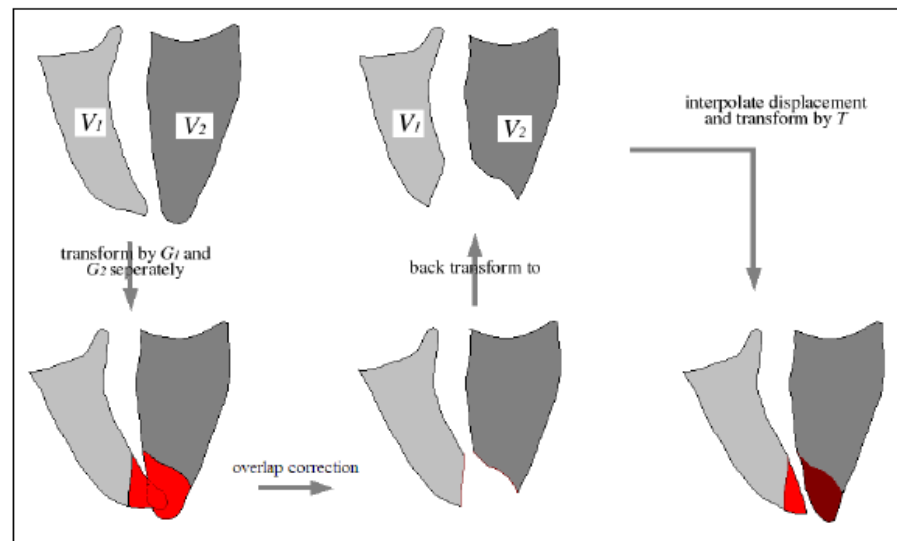 V1
V2
transform by G1 and
G2 seperately
overlap correction
back transform to
V1
V2
interpolate displacement
and transform by T